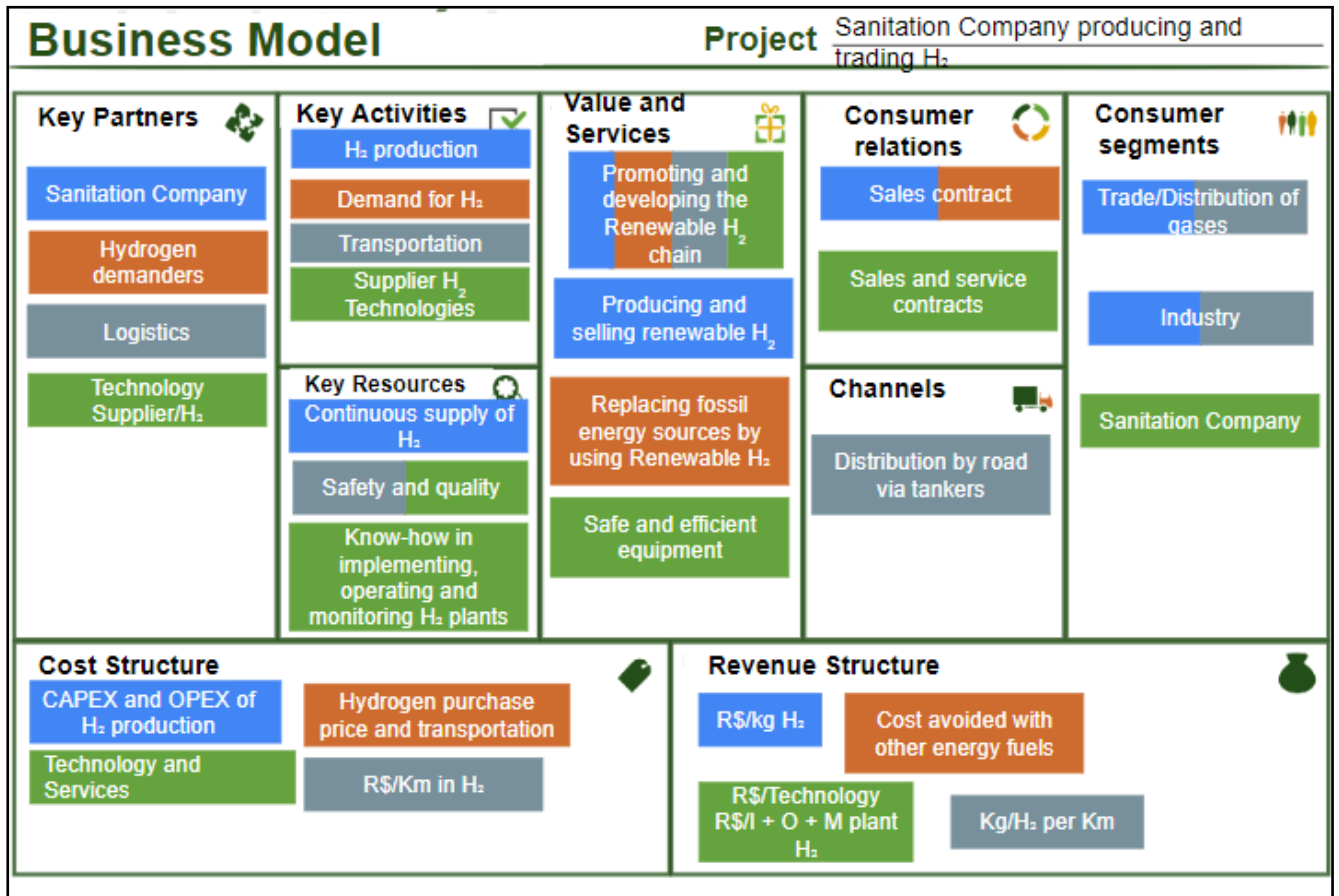 Business Model
Project
Sanitation Company producing and
trading H₂
Key Partners
Sanitation Company
Hydrogen
demanders
Logistics
Technology
Supplier/H₂
Key Activities
H₂ production
Demand for H₂
Transportation
Supplier H₂
Technologies
Key Resources
Continuous supply of
H₂
Safety and quality
Know-how in
implementing,
operating and
monitoring H₂ plants
Value and
Services
Promoting and
developing the
Renewable H₂
chain
Producing and
selling renewable H₂
Replacing fossil
energy sources by
using Renewable H₂
Safe and efficient
equipment
Consumer
relations
Sales contract
Sales and service
contracts
Channels
Distribution by road
via tankers
Consumer
segments
Trade/Distribution of
gases
Industry
Sanitation Company
Cost Structure
CAPEX and OPEX of
H₂ production
Hydrogen purchase
price and transportation
Technology and
Services
R$/Km in H₂
Revenue Structure
R$/kg H₂
Cost avoided with
other energy fuels
R$/Technology
R$/I + O + M plant
H₂
Kg/H₂ per Km